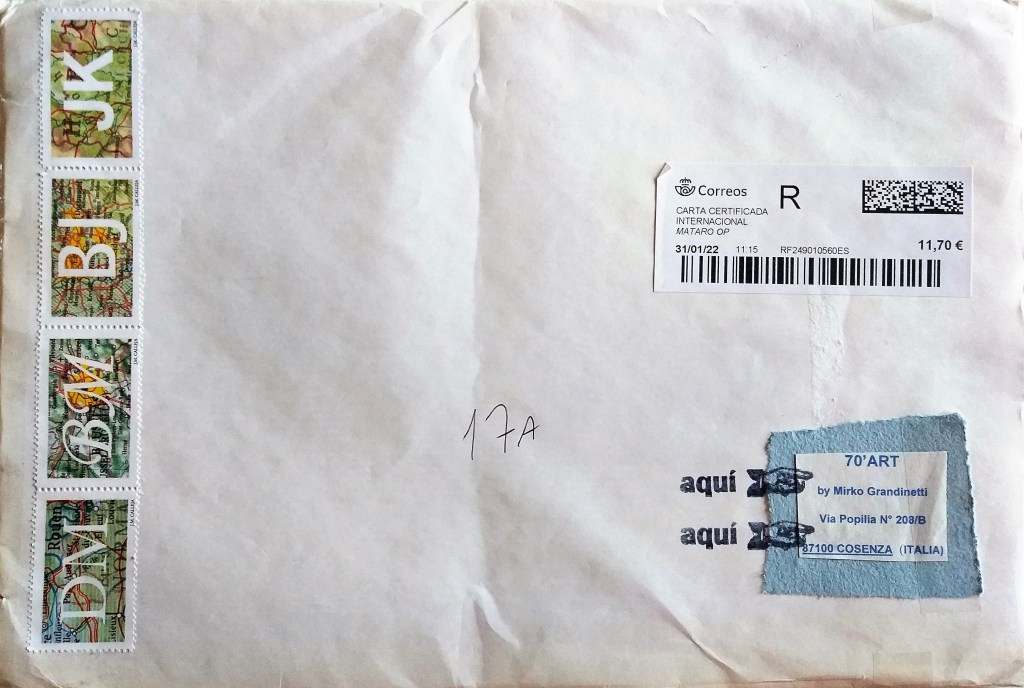 JK
BJ
BM
DM
Rouen
Correos
R
CARTA CERTIFICADA
INTERNACIONAL
MATARO OP
31/01/22 11:15 RF249010560ES
11,70 €
17A
aquí
aquí
70'ART
by Mirko Grandinetti
Via Popilia N° 208/B
87100 COSENZA (ITALIA)